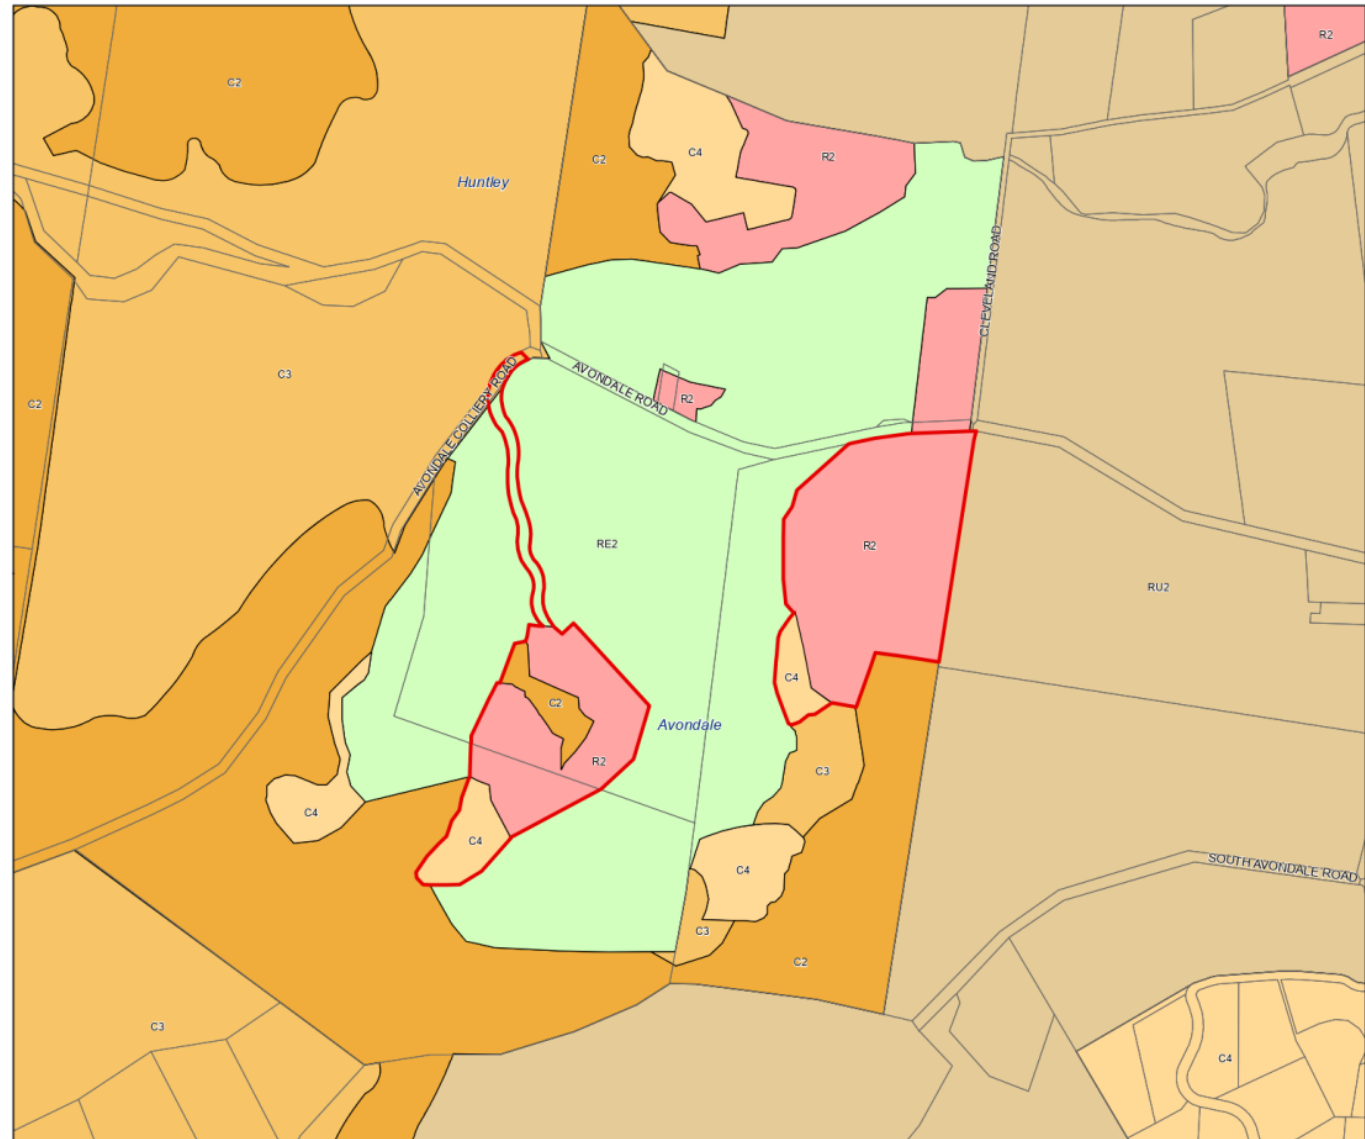 R2
C2
C4
R2
C2
Huntley
CLEVELAND ROAD
C3
AVONDALE ROAD
R2
C2
AVONDALE COLLIERY ROAD
RE2
R2
RU2
C4
C2
Avondale
R2
C3
C4
C4
C4
SOUTH AVONDALE ROAD
C3
C2
C3
C4